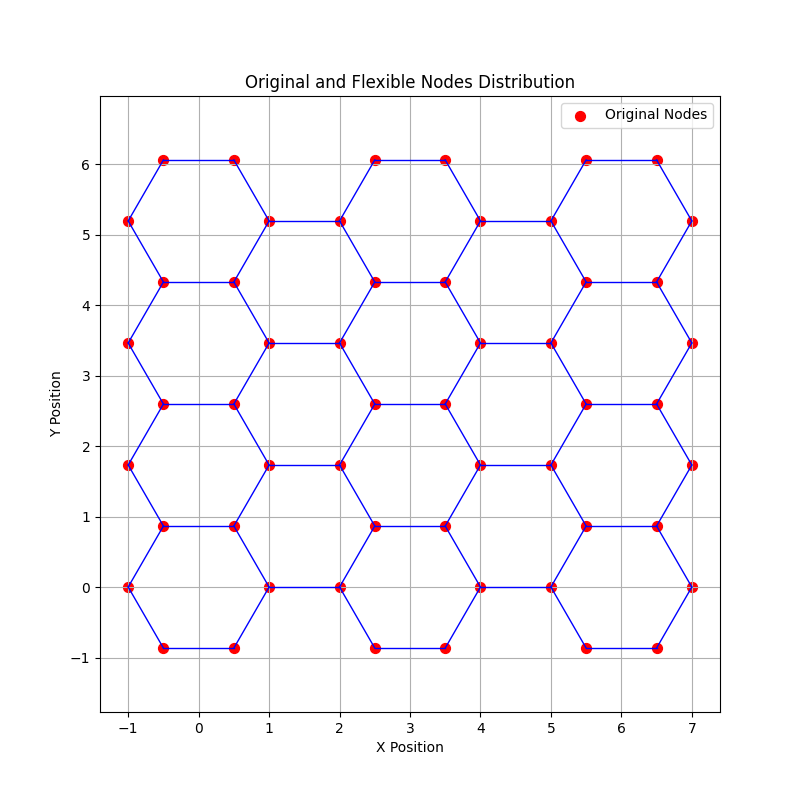 Original and Flexible Nodes Distribution
Original Nodes
6
5
4
3
2
1
0
−1
Y Position
−1 0 1 2 3 4 5 6 7
X Position